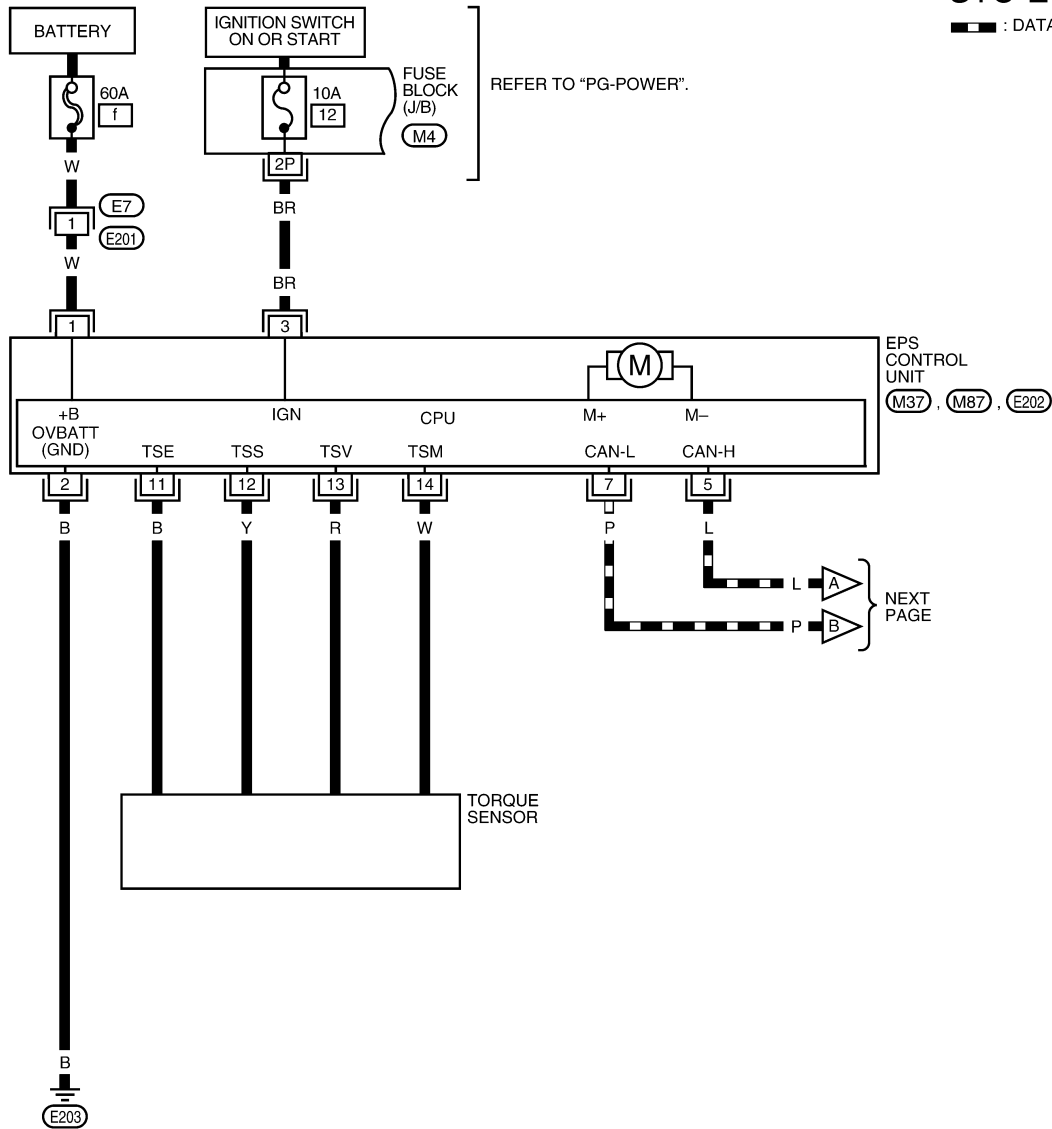 BATTERY
IGNITION SWITCH
ON OR START
: DATA
60A
f
10A
12
FUSE
BLOCK
(J/B)
M4
REFER TO “PG-POWER”.
2P
W
BR
E7
1
E201
W
BR
1
3
EPS
CONTROL
UNIT
M37 , M87 , E202
M
+B
IGN
CPU
M+
M–
OVBATT
(GND)
TSE
TSS
TSV
TSM
CAN-L
CAN-H
2
11
12
13
14
7
5
B
B
Y
R
W
P
L
L
A
P
B
NEXT
PAGE
TORQUE
SENSOR
B
E203